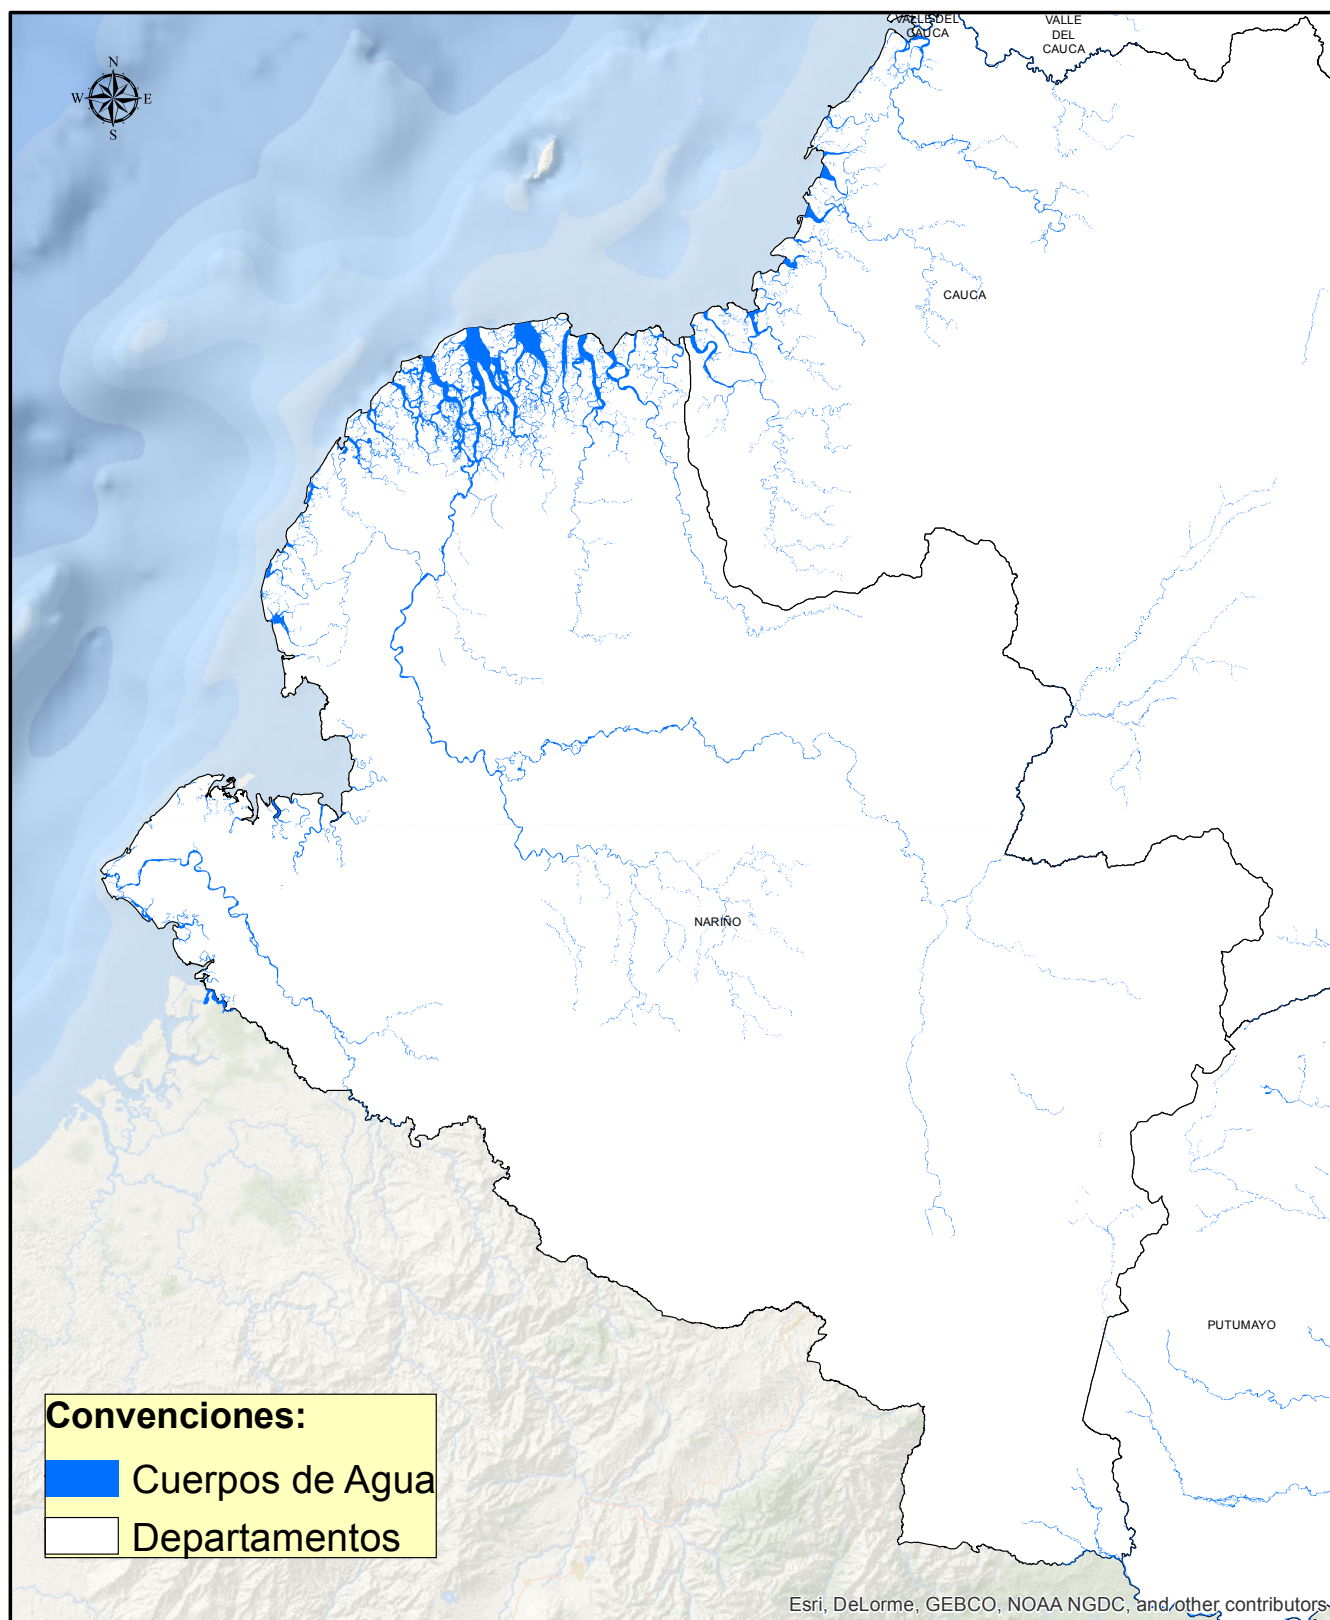 VALLE DEL
CAUCA
VALLE
DEL
CAUCA
N
W
E
S
CAUCA
NARIÑO
PUTUMAYO
Convenciones:
Cuerpos de Agua
Departamentos
Esri, DeLorme, GEBCO, NOAA NGDC, and other contributors